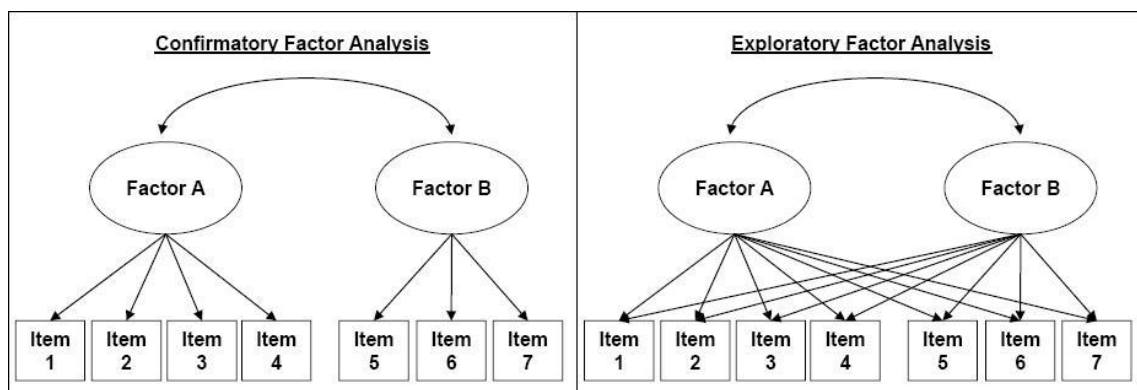 Confirmatory Factor Analysis
Factor A
Factor B
Item
1
Item
2
Item
3
Item
4
Item
5
Item
6
Item
7
Exploratory Factor Analysis
Factor A
Factor B
Item
1
Item
2
Item
3
Item
4
Item
5
Item
6
Item
7